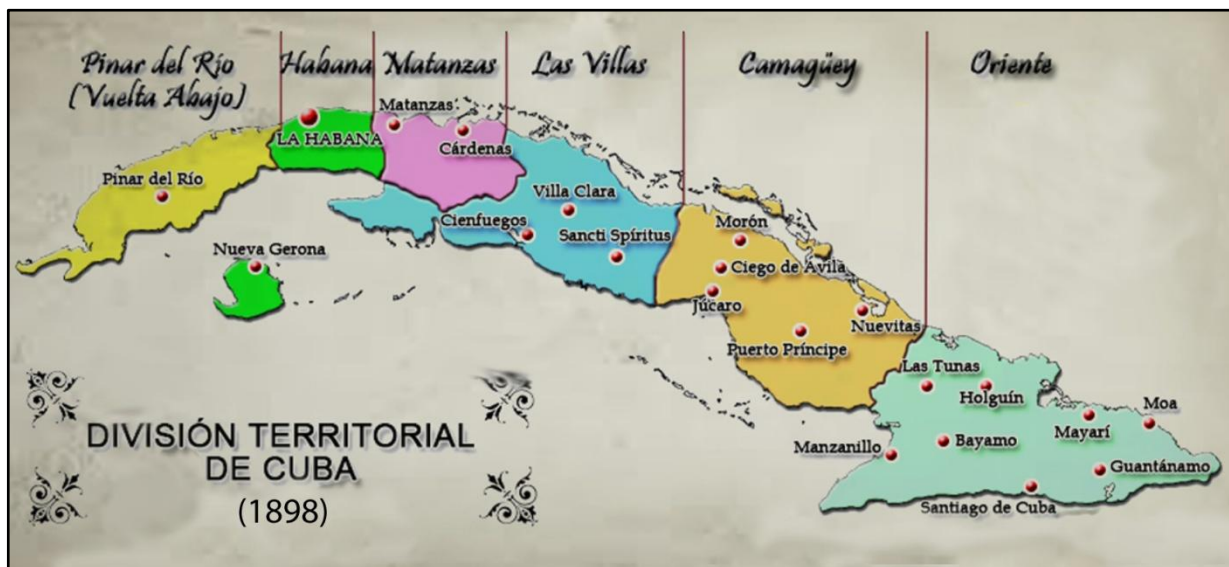 Pinar del Río
(Vuelta Abajo)
Habana
Matanzas
Las Villas
Camagüey
Oriente
Matanzas
LA HABANA
Cárdenas
Pinar del Río
Villa Clara
Cienfuegos
Sancti Spíritus
Morón
Nueva Gerona
Ciego de Ávila
Júcaro
Nuevitas
Puerto Príncipe
Las Tunas
Holguín
Moa
Mayarí
Manzanillo
Bayamo
Guantánamo
Santiago de Cuba
DIVISIÓN TERRITORIAL
DE CUBA
(1898)